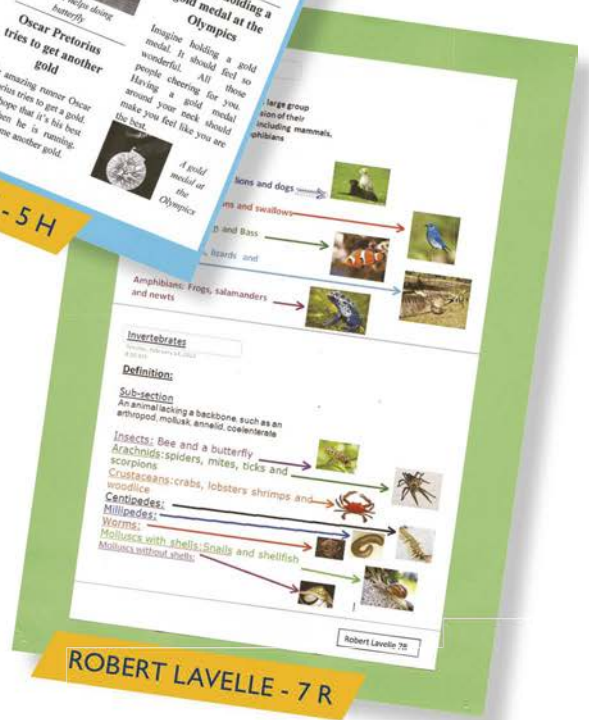 helps doing
butterfly
Oscar Pretorius
tries to get another
gold
amazing runner Oscar
rius tries to get a gold.
hope that it's his best
en he is running.
me another gold.
holding a
gold medal at the
Olympics
Imagine holding a gold
medal. It should feel so
wonderful. All those
people cheering for you.
Having a gold medal
around your neck should
make you feel like you are
the best.
A gold
medal at
the
Olympics
- 5 H
large group
sion of their
including mammals,
phibians
lions and dogs
ns and swallows
and Bass
lizards and
Amphibians: Frogs, salamanders
and newts
Invertebrates
Definition:
Sub-section
An animal lacking a backbone, such as an
arthropod, mollusk, annelid, coelenterate
Insects: Bee and a butterfly
Arachnids:spiders, mites, ticks and
scorpions
Crustaceans:crabs, lobsters shrimps and
woodlice
Centipedes:
Millipedes:
Worms:
Molluscs with shells:Snails and shellfish
Molluscs without shells:
Robert Lavelle 7R
ROBERT LAVELLE - 7 R